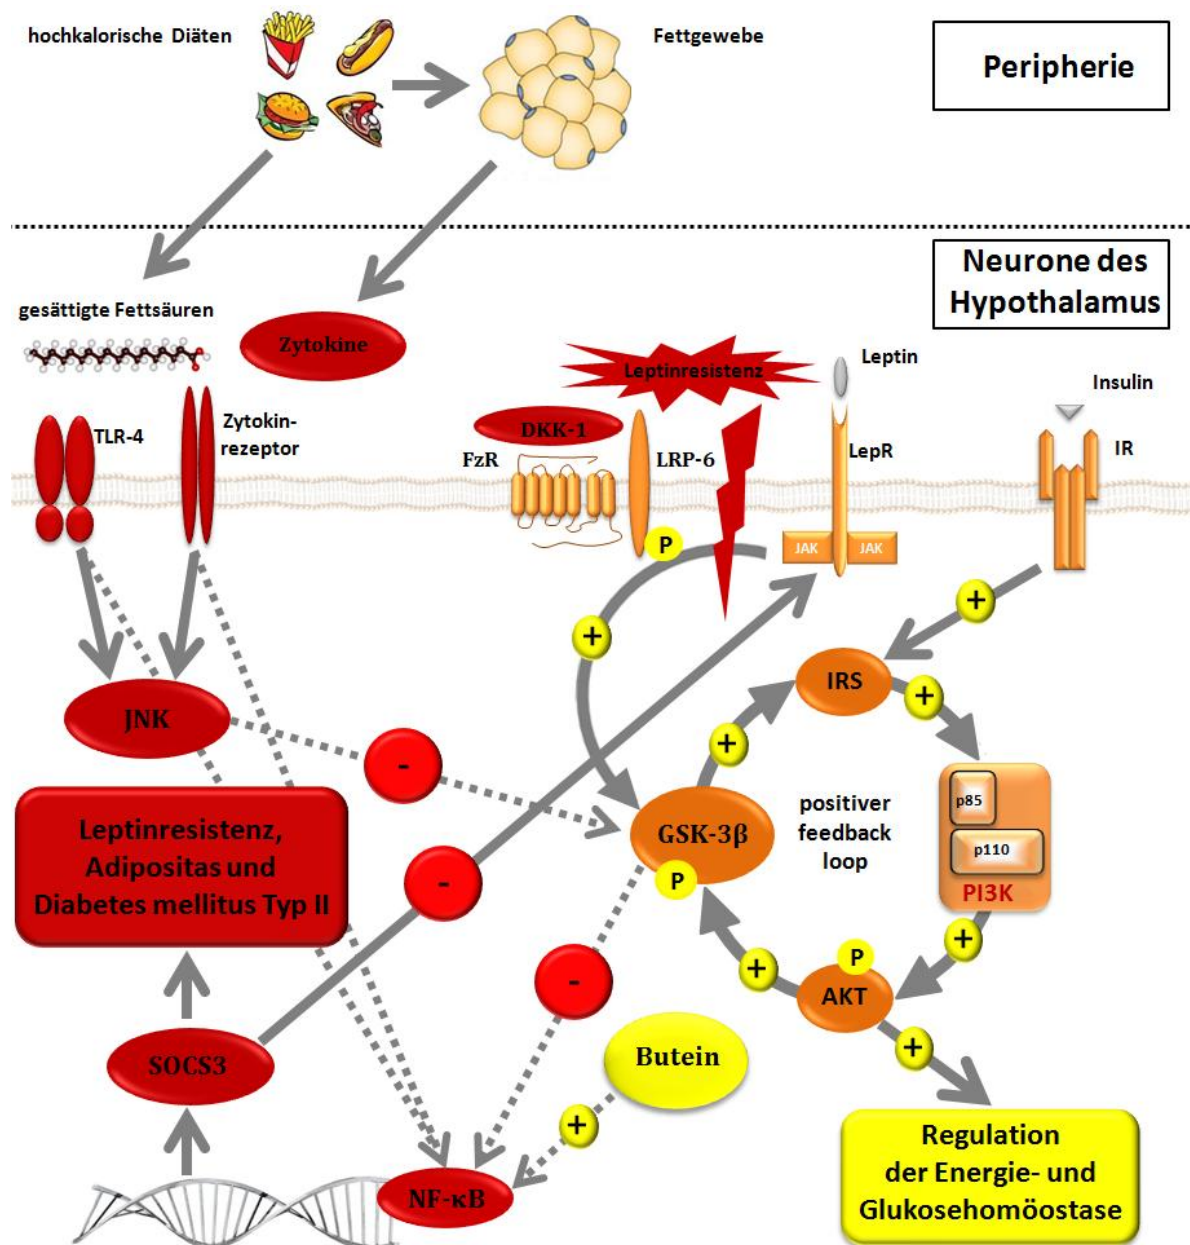 hochkalorische Diäten
Fettgewebe
Peripherie
Neurone des
Hypothalamus
gesättigte Fettsäuren
Zytokine
Leptinresistenz
Leptin
Insulin
TLR-4
Zytokin-
rezeptor
DKK-1
FzR
LRP-6
LepR
IR
P
JAK
JAK
+
+
IRS
+
JNK
-
+
Leptinresistenz,
Adipositas und
Diabetes mellitus Typ II
GSK-3β
P
positiver
feedback
loop
p85
p110
PI3K
-
+
P
+
-
AKT
+
SOCS3
Butein
+
NF-κB
Regulation
der Energie- und
Glukosehomöostase